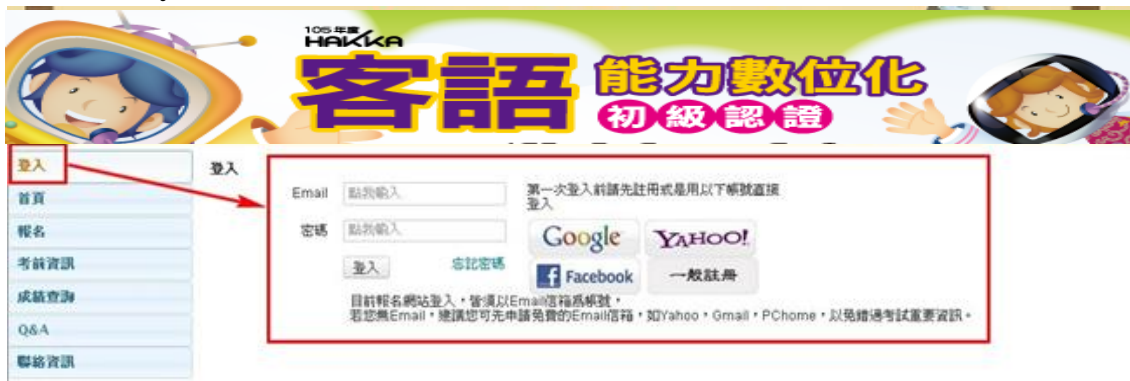 105年度
HAKKA
客語 能力數位化
初級認證
登入
首頁
報名
考前資訊
成績查詢
Q&A
聯絡資訊
登入
Email 點我輸入
密碼 點我輸入
登入 忘記密碼
第一次登入前請先註冊或是用以下帳號直接
登入
Google YAHOO!
Facebook 一般註冊
目前報名網站登入，皆須以Email信箱為帳號，
若您無Email，建議您可先申請免費的Email信箱，如Yahoo，Gmail，PChome，以免錯過考試重要資訊。